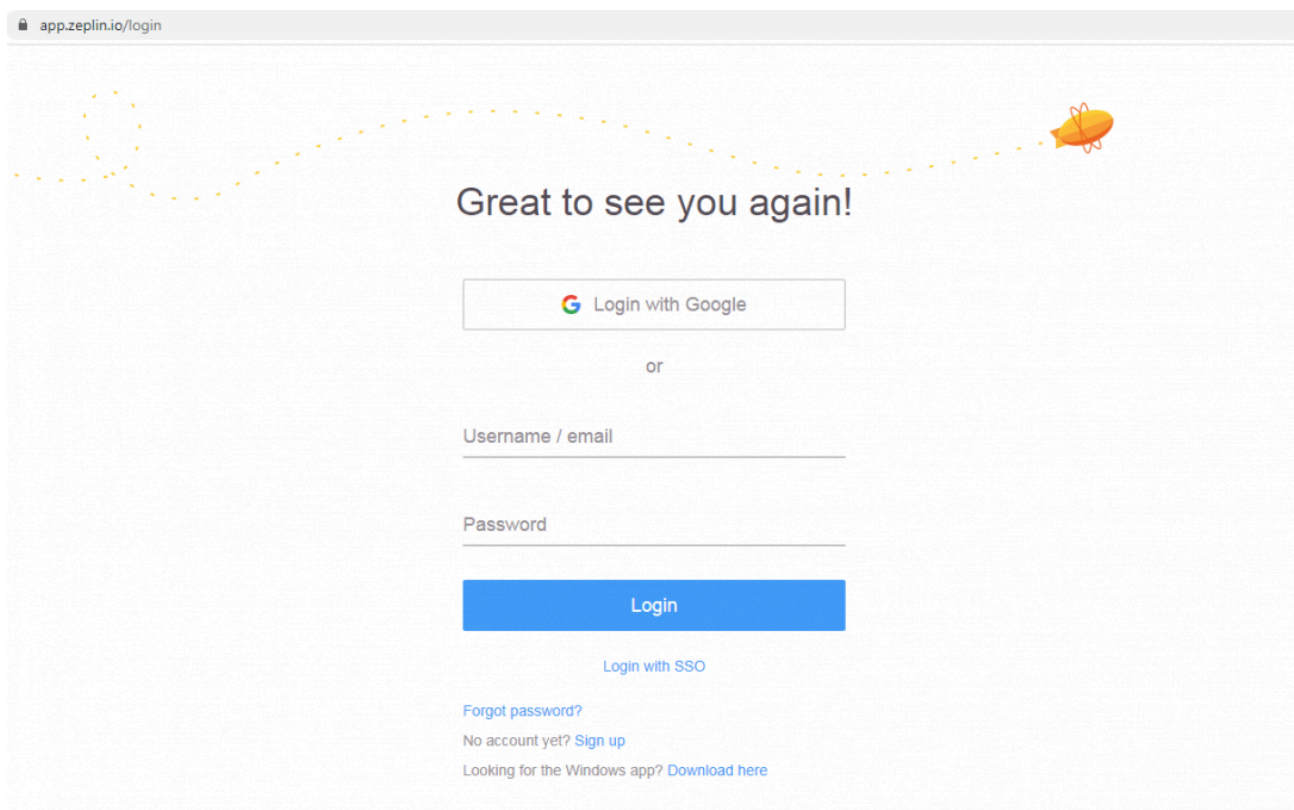 app.zeplin.io/login
Great to see you again!
Login with Google
or
Username / email
Password
Login
Login with SSO
Forgot password?
No account yet? Sign up
Looking for the Windows app? Download here